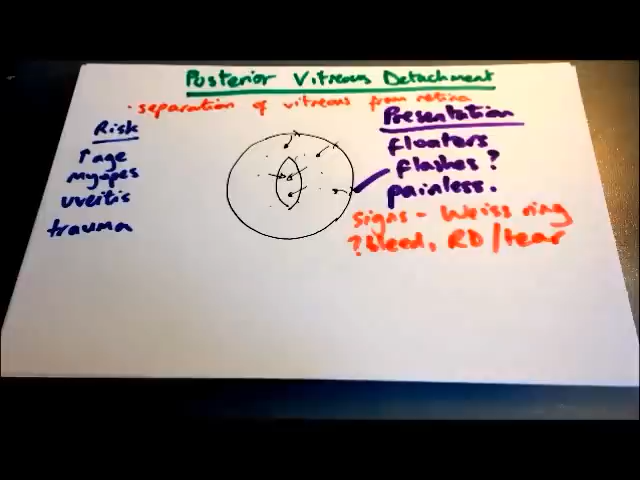 Posterior Vitreous Detachment
· separation of vitreous from retina
Risk
↑age
myopes
uveitis
trauma
Presentation
floaters
flashes?
painless.
Signs - Weiss ring
? bleed, RD/tear